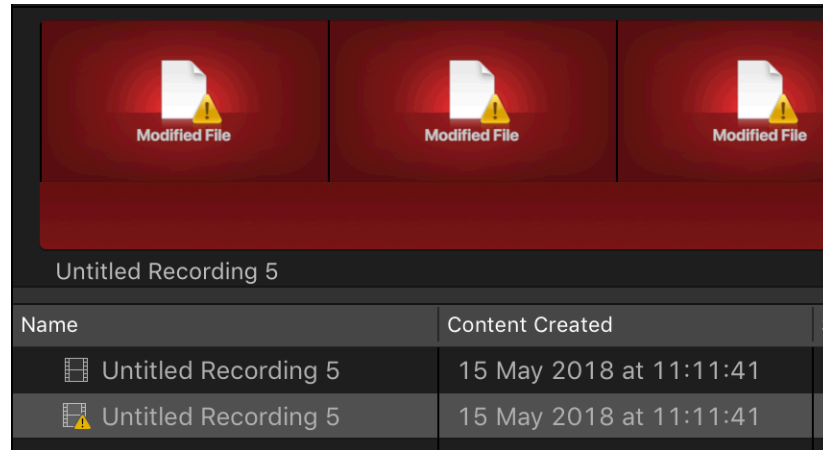 Modified File Modified File Modified File
Untitled Recording 5
Name Content Created
Untitled Recording 5 15 May 2018 at 11:11:41
Untitled Recording 5 15 May 2018 at 11:11:41